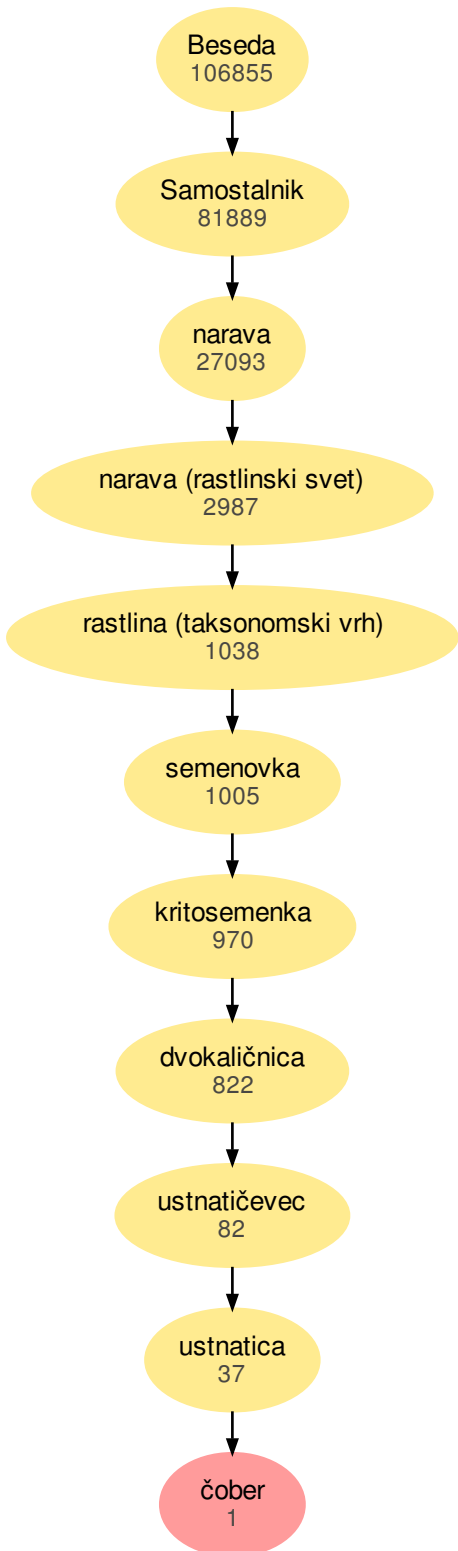 Beseda
106855
Samostalnik
81889
narava
27093
narava (rastlinski svet)
2987
rastlina (taksonomski vrh)
1038
semenovka
1005
kritosemenka
970
dvokaličnica
822
ustnatičevec
82
ustnatica
37
čober
1